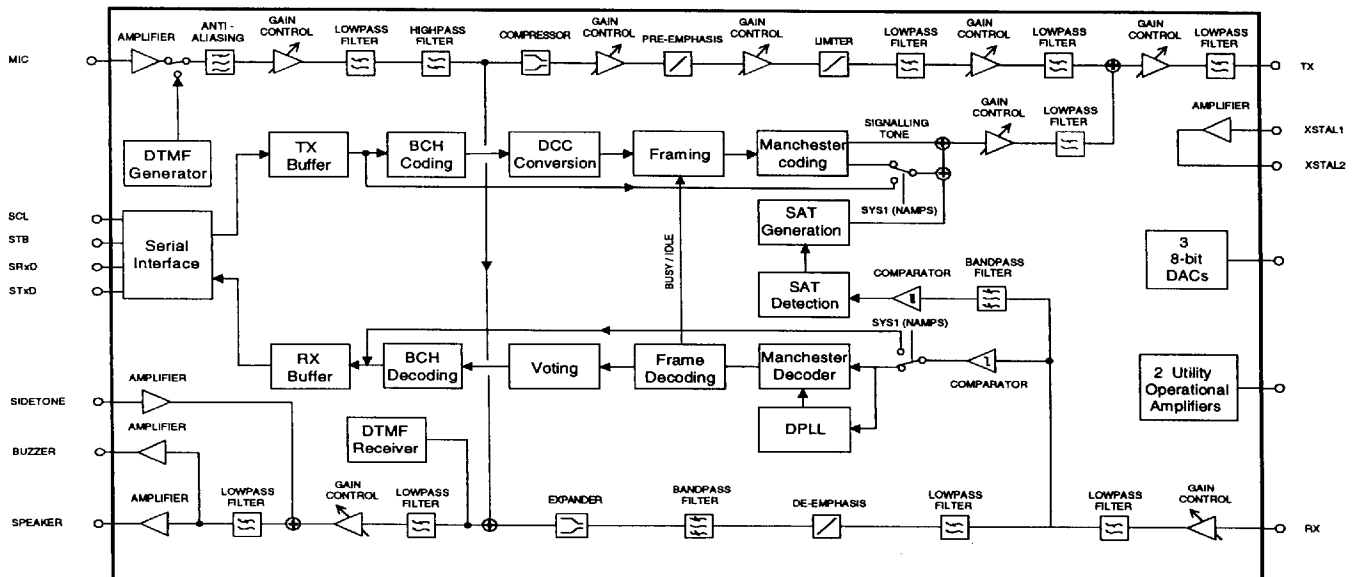 MIC
AMPLIFIER
ANTI -
ALIASING
GAIN
CONTROL
LOWPASS
FILTER
HIGHPASS
FILTER
COMPRESSOR
GAIN
CONTROL
PRE-EMPHASIS
GAIN
CONTROL
LIMITER
LOWPASS
FILTER
GAIN
CONTROL
LOWPASS
FILTER
GAIN
CONTROL
LOWPASS
FILTER
TX
DTMF
Generator
TX
Buffer
BCH
Coding
DCC
Conversion
Framing
Manchester
coding
SIGNALLING
TONE
GAIN
CONTROL
LOWPASS
FILTER
AMPLIFIER
XSTAL1
XSTAL2
SYS1 (NAMPS)
SCL
STB
SRxD
STxD
Serial
Interface
BUSY / IDLE
SAT
Generation
SAT
Detection
COMPARATOR
BANDPASS
FILTER
3
8-bit
DACs
SYS1 (NAMPS)
RX
Buffer
BCH
Decoding
Voting
Frame
Decoding
Manchester
Decoder
COMPARATOR
2 Utility
Operational
Amplifiers
DPLL
SIDETONE
AMPLIFIER
BUZZER
AMPLIFIER
DTMF
Receiver
SPEAKER
AMPLIFIER
LOWPASS
FILTER
GAIN
CONTROL
LOWPASS
FILTER
EXPANDER
BANDPASS
FILTER
DE-EMPHASIS
LOWPASS
FILTER
LOWPASS
FILTER
GAIN
CONTROL
RX